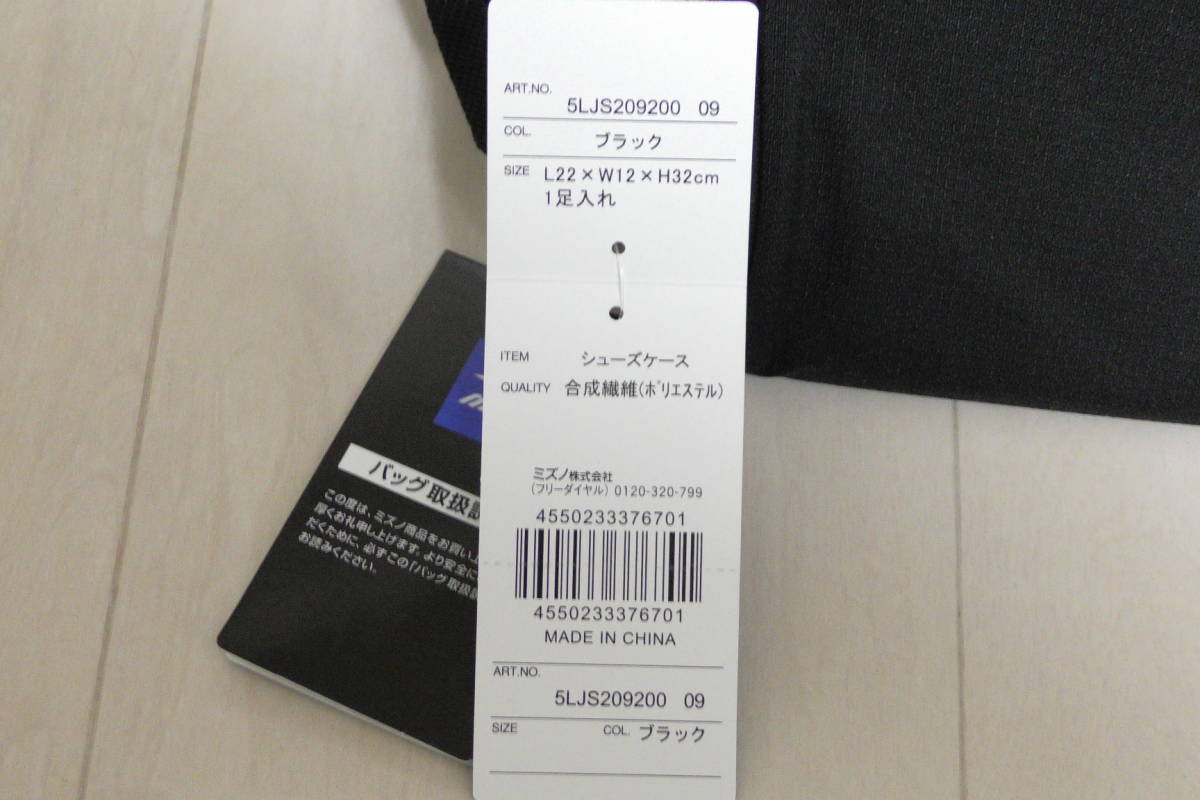 ART.NO.
5LJS209200 09
COL. ブラック
SIZE L22×W12×H32cm
1足入れ
ITEM シューズケース
QUALITY 合成繊維(ポリエステル)
ミズノ株式会社
(フリーダイヤル) 0120-320-799
4550233376701
4550233376701
MADE IN CHINA
ART.NO.
5LJS209200 09
SIZE COL. ブラック
バッグ取扱
この度は、ミズノ商品をお買い
厚くお礼申し上げます。より安全に
だくために、必ずこの「バッグ取扱
お読みください。